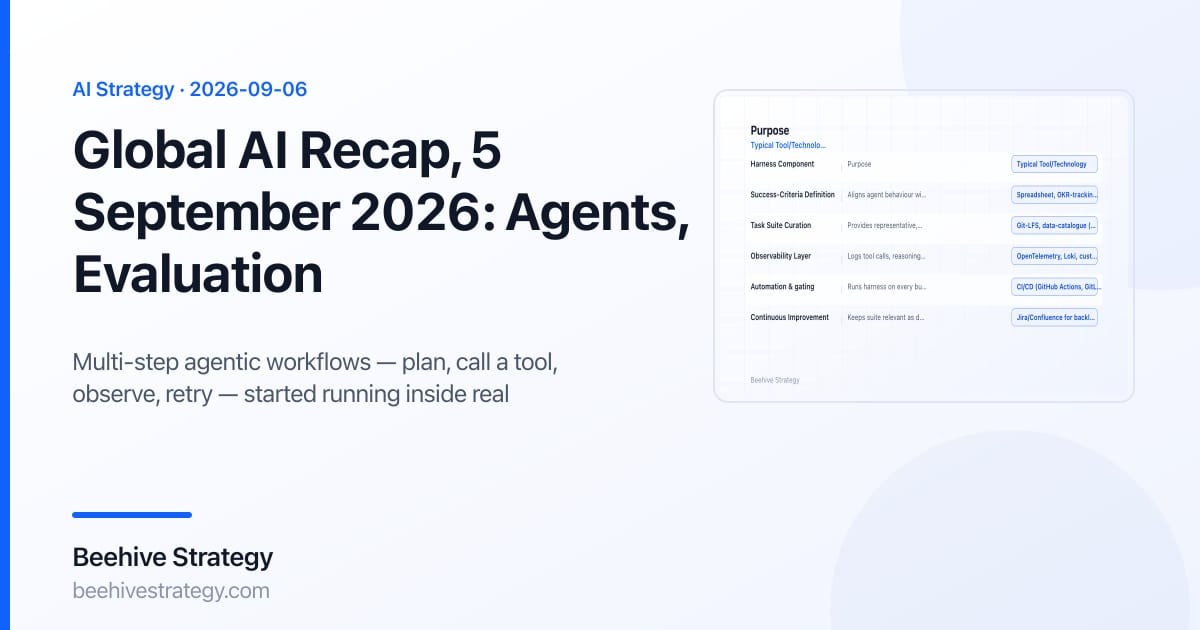 AI Strategy · 2026-09-06
Global AI Recap, 5
September 2026: Agents,
Evaluation
Multi-step agentic workflows — plan, call a tool,
observe, retry — started running inside real
Beehive Strategy
beehivestrategy.com
Purpose
Typical Tool/Technolo...
Harness Component Purpose Typical Tool/Technology
Success-Criteria Definition Aligns agent behaviour wi... Spreadsheet, OKR-trackin...
Task Suite Curation Provides representative,... Git-LFS, data-catalogue (...
Observability Layer Logs tool calls, reasoning... OpenTelemetry, Loki, cust...
Automation & gating Runs harness on every bu... CI/CD (GitHub Actions, GitL...
Continuous Improvement Keeps suite relevant as d... Jira/Confluence for backl...
Beehive Strategy